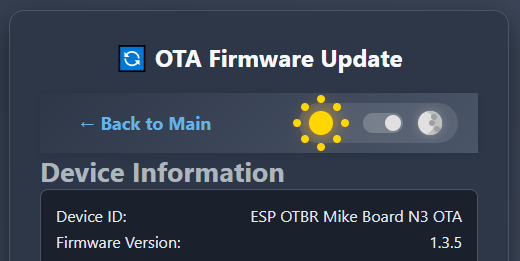 OTA Firmware Update
← Back to Main
Device Information
Device ID: ESP OTBR Mike Board N3 OTA
Firmware Version: 1.3.5